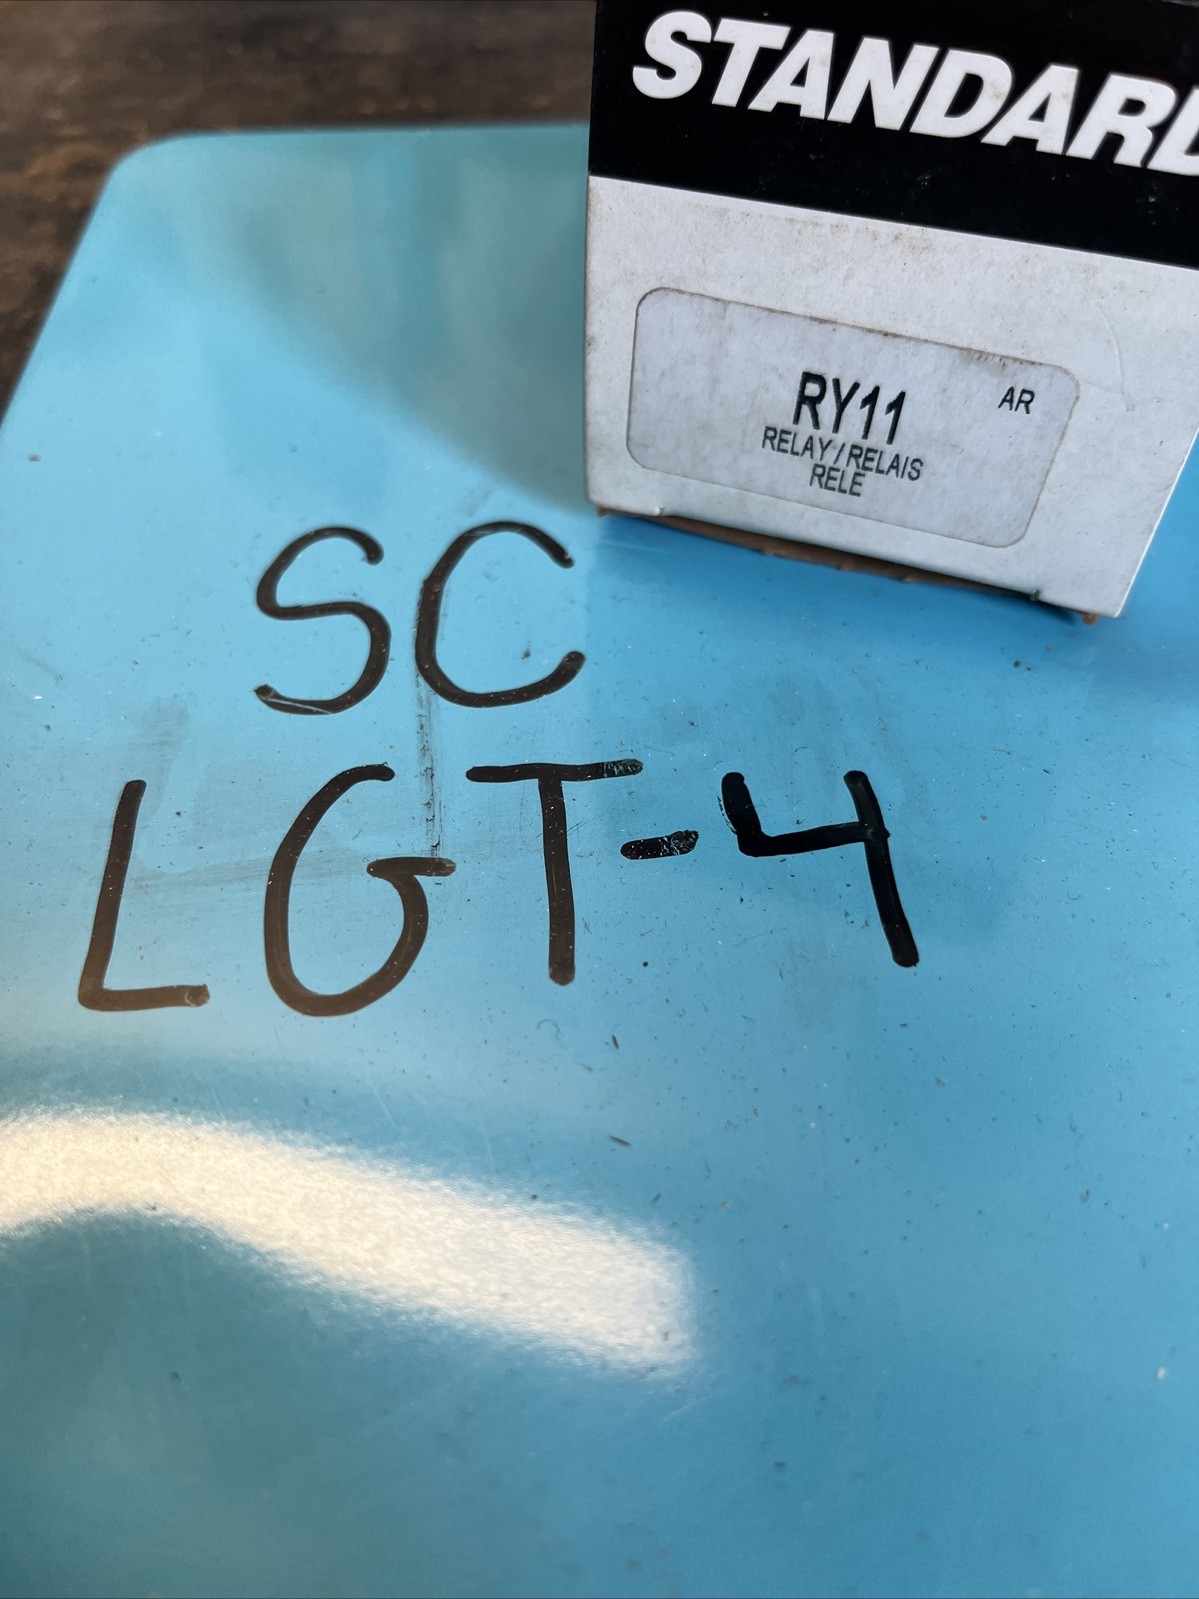 STANDARD
RY11
AR
RELAY/RELAIS
RELE
SC
LGT-4